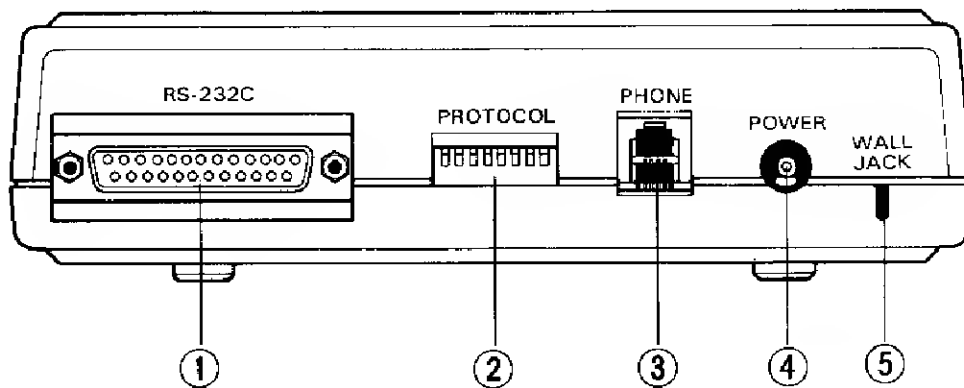 RS-232C
PROTOCOL
PHONE
POWER
WALL
JACK
1
2
3
4
5